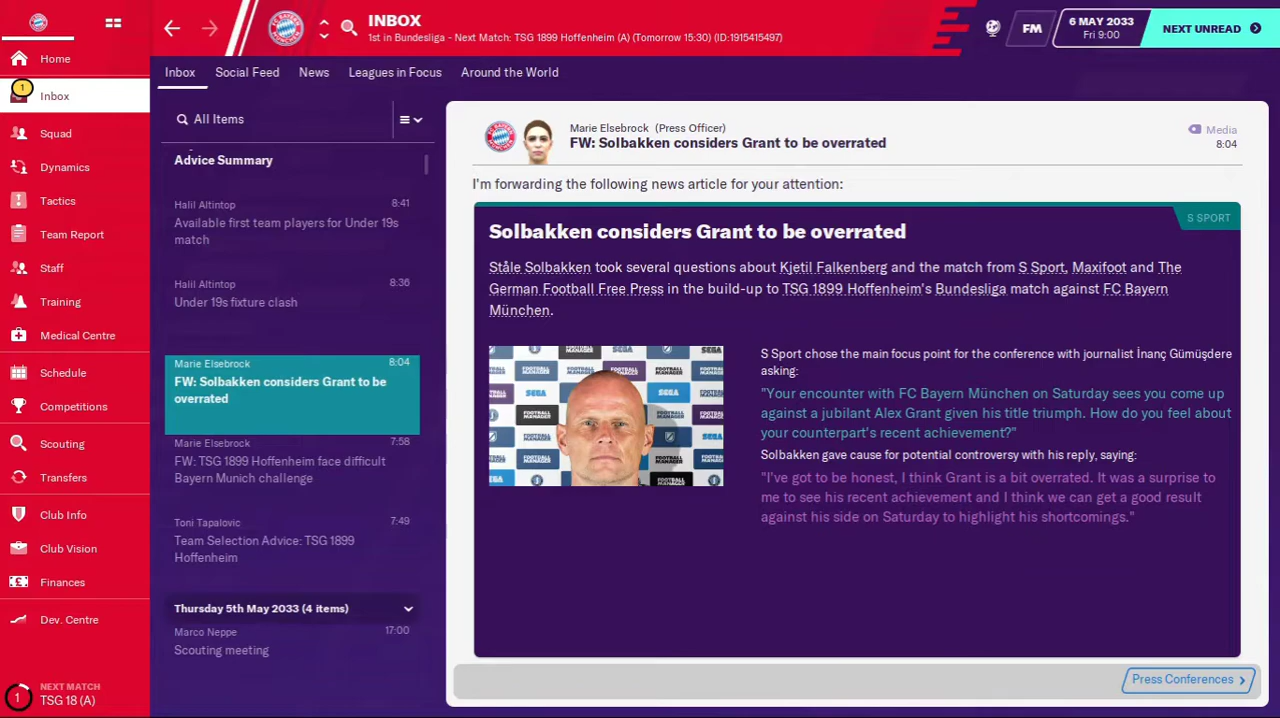 INBOX
1st in Bundesliga - Next Match: TSG 1899 Hoffenheim (A) (Tomorrow 15:30) (ID:1915415497)
FM
6 MAY 2033
Fri 9:00
NEXT UNREAD
Home
1
Inbox
Squad
Dynamics
Tactics
Team Report
Staff
Training
Medical Centre
Schedule
Competitions
Scouting
Transfers
Club Info
Club Vision
Finances
Dev. Centre
1
NEXT MATCH
TSG 18 (A)
Inbox
Social Feed
News
Leagues in Focus
Around the World
All Items
Advice Summary
Halil Altintop
8:41
Available first team players for Under 19s
match
Halil Altintop
8:36
Under 19s fixture clash
Marie Elsebrock
8:04
FW: Solbakken considers Grant to be
overrated
Marie Elsebrock
7:58
FW: TSG 1899 Hoffenheim face difficult
Bayern Munich challenge
Toni Tapalovic
7:49
Team Selection Advice: TSG 1899
Hoffenheim
Thursday 5th May 2033 (4 items)
Marco Neppe
17:00
Scouting meeting
Marie Elsebrock (Press Officer)
FW: Solbakken considers Grant to be overrated
Media
8:04
I'm forwarding the following news article for your attention:
S SPORT
Solbakken considers Grant to be overrated
Ståle Solbakken took several questions about Kjetil Falkenberg and the match from S Sport, Maxifoot and The
German Football Free Press in the build-up to TSG 1899 Hoffenheim's Bundesliga match against FC Bayern
München.
S Sport chose the main focus point for the conference with journalist İnanç Gümüşdere
asking:
"Your encounter with FC Bayern München on Saturday sees you come up
against a jubilant Alex Grant given his title triumph. How do you feel about
your counterpart's recent achievement?"
Solbakken gave cause for potential controversy with his reply, saying:
"I've got to be honest, I think Grant is a bit overrated. It was a surprise to
me to see his recent achievement and I think we can get a good result
against his side on Saturday to highlight his shortcomings."
Press Conferences